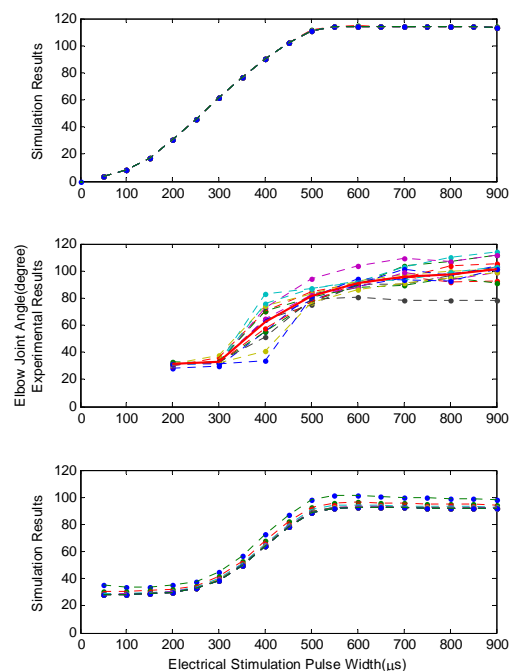 120
100
80
60
40
20
0
Simulation Results
0 100 200 300 400 500 600 700 800 900
120
100
80
60
40
20
0
Elbow Joint Angle(degree)
Experimental Results
0 100 200 300 400 500 600 700 800 900
120
100
80
60
40
20
0
Simulation Results
0 100 200 300 400 500 600 700 800 900
Electrical Stimulation Pulse Width(μs)